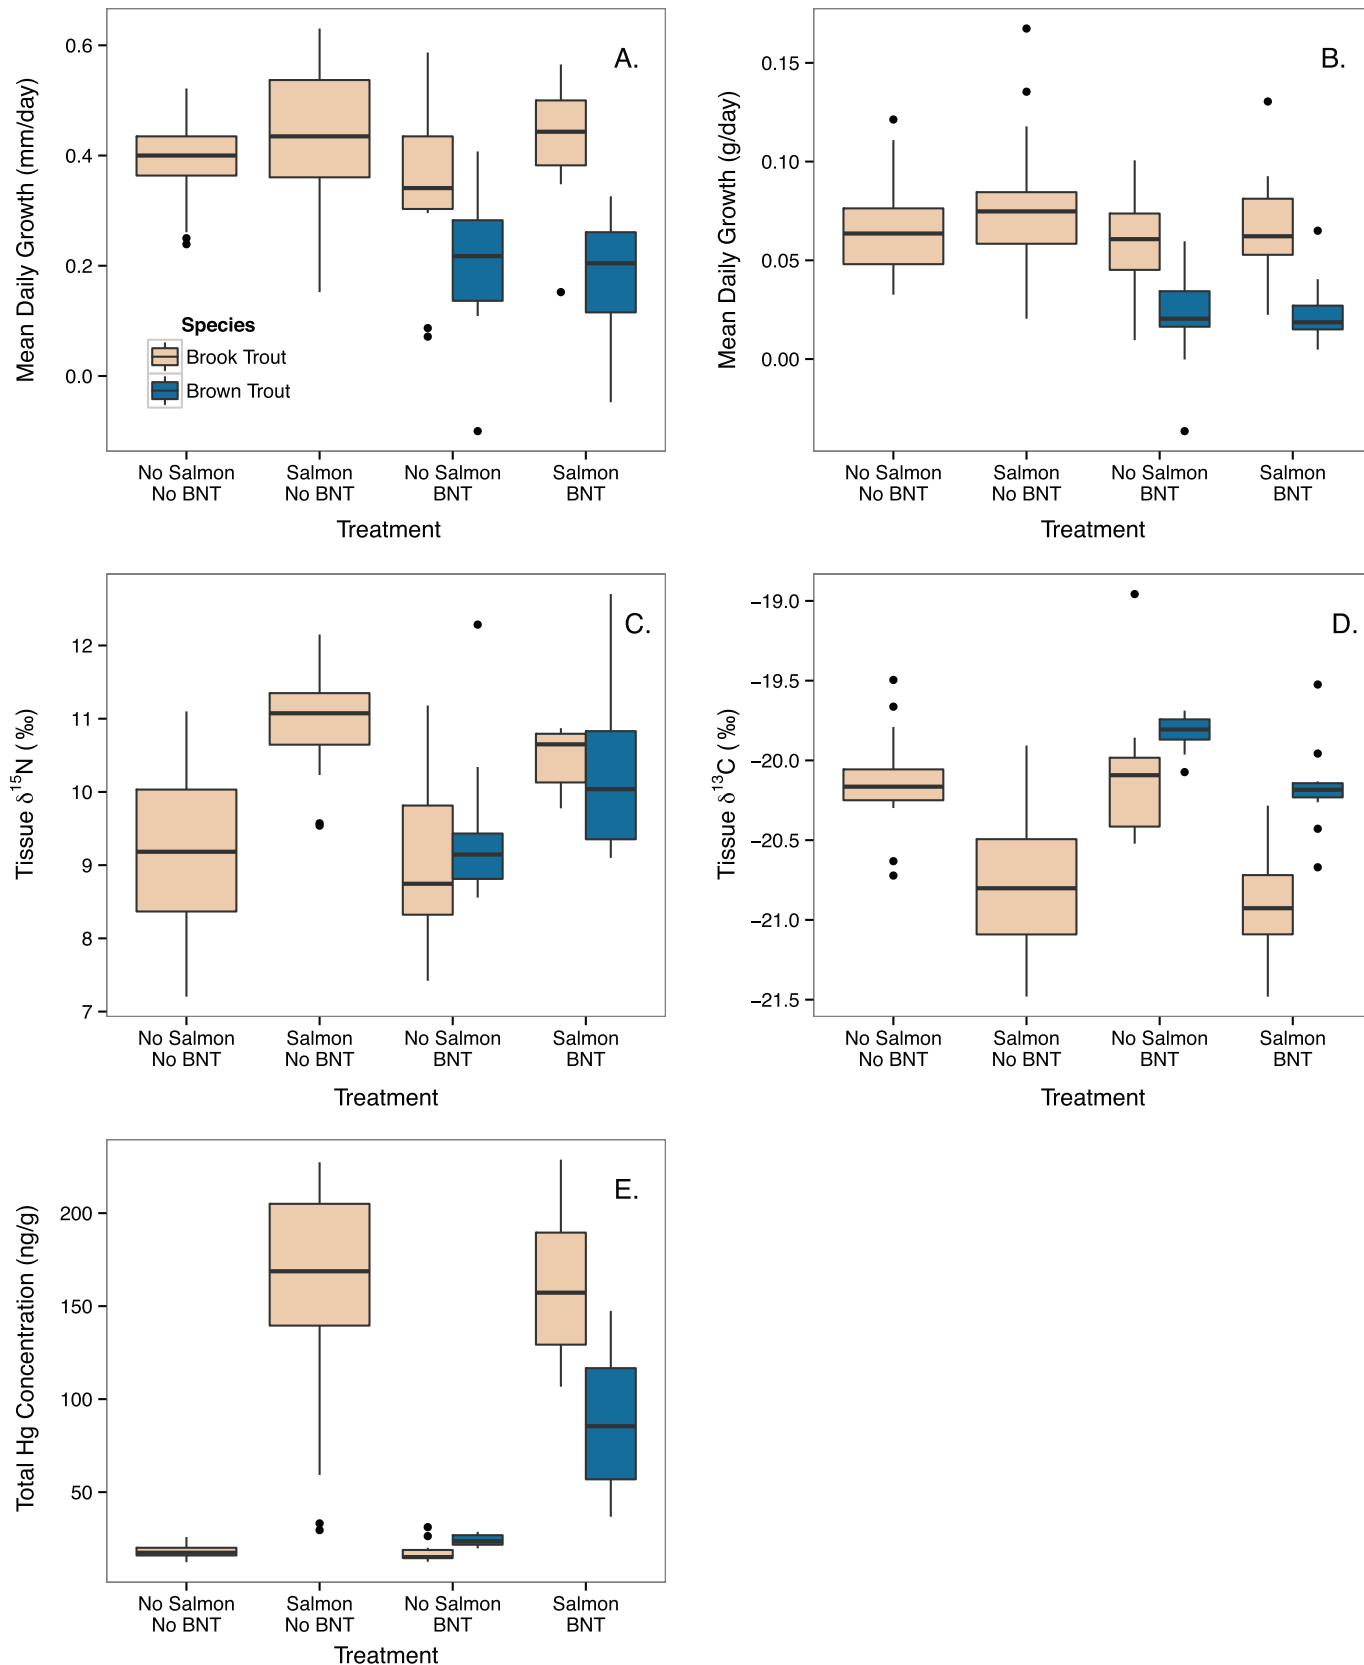 A.
Mean Daily Growth (mm/day)
0.6
0.4
0.2
0.0
Species
Brook Trout
Brown Trout
No Salmon
No BNT
Salmon
No BNT
No Salmon
BNT
Salmon
BNT
Treatment
B.
Mean Daily Growth (g/day)
0.15
0.10
0.05
0.00
No Salmon
No BNT
Salmon
No BNT
No Salmon
BNT
Salmon
BNT
Treatment
C.
Tissue δ15N (‰)
12
11
10
9
8
7
No Salmon
No BNT
Salmon
No BNT
No Salmon
BNT
Salmon
BNT
Treatment
D.
Tissue δ13C (‰)
−19.0
−19.5
−20.0
−20.5
−21.0
−21.5
No Salmon
No BNT
Salmon
No BNT
No Salmon
BNT
Salmon
BNT
Treatment
E.
Total Hg Concentration (ng/g)
200
150
100
50
No Salmon
No BNT
Salmon
No BNT
No Salmon
BNT
Salmon
BNT
Treatment